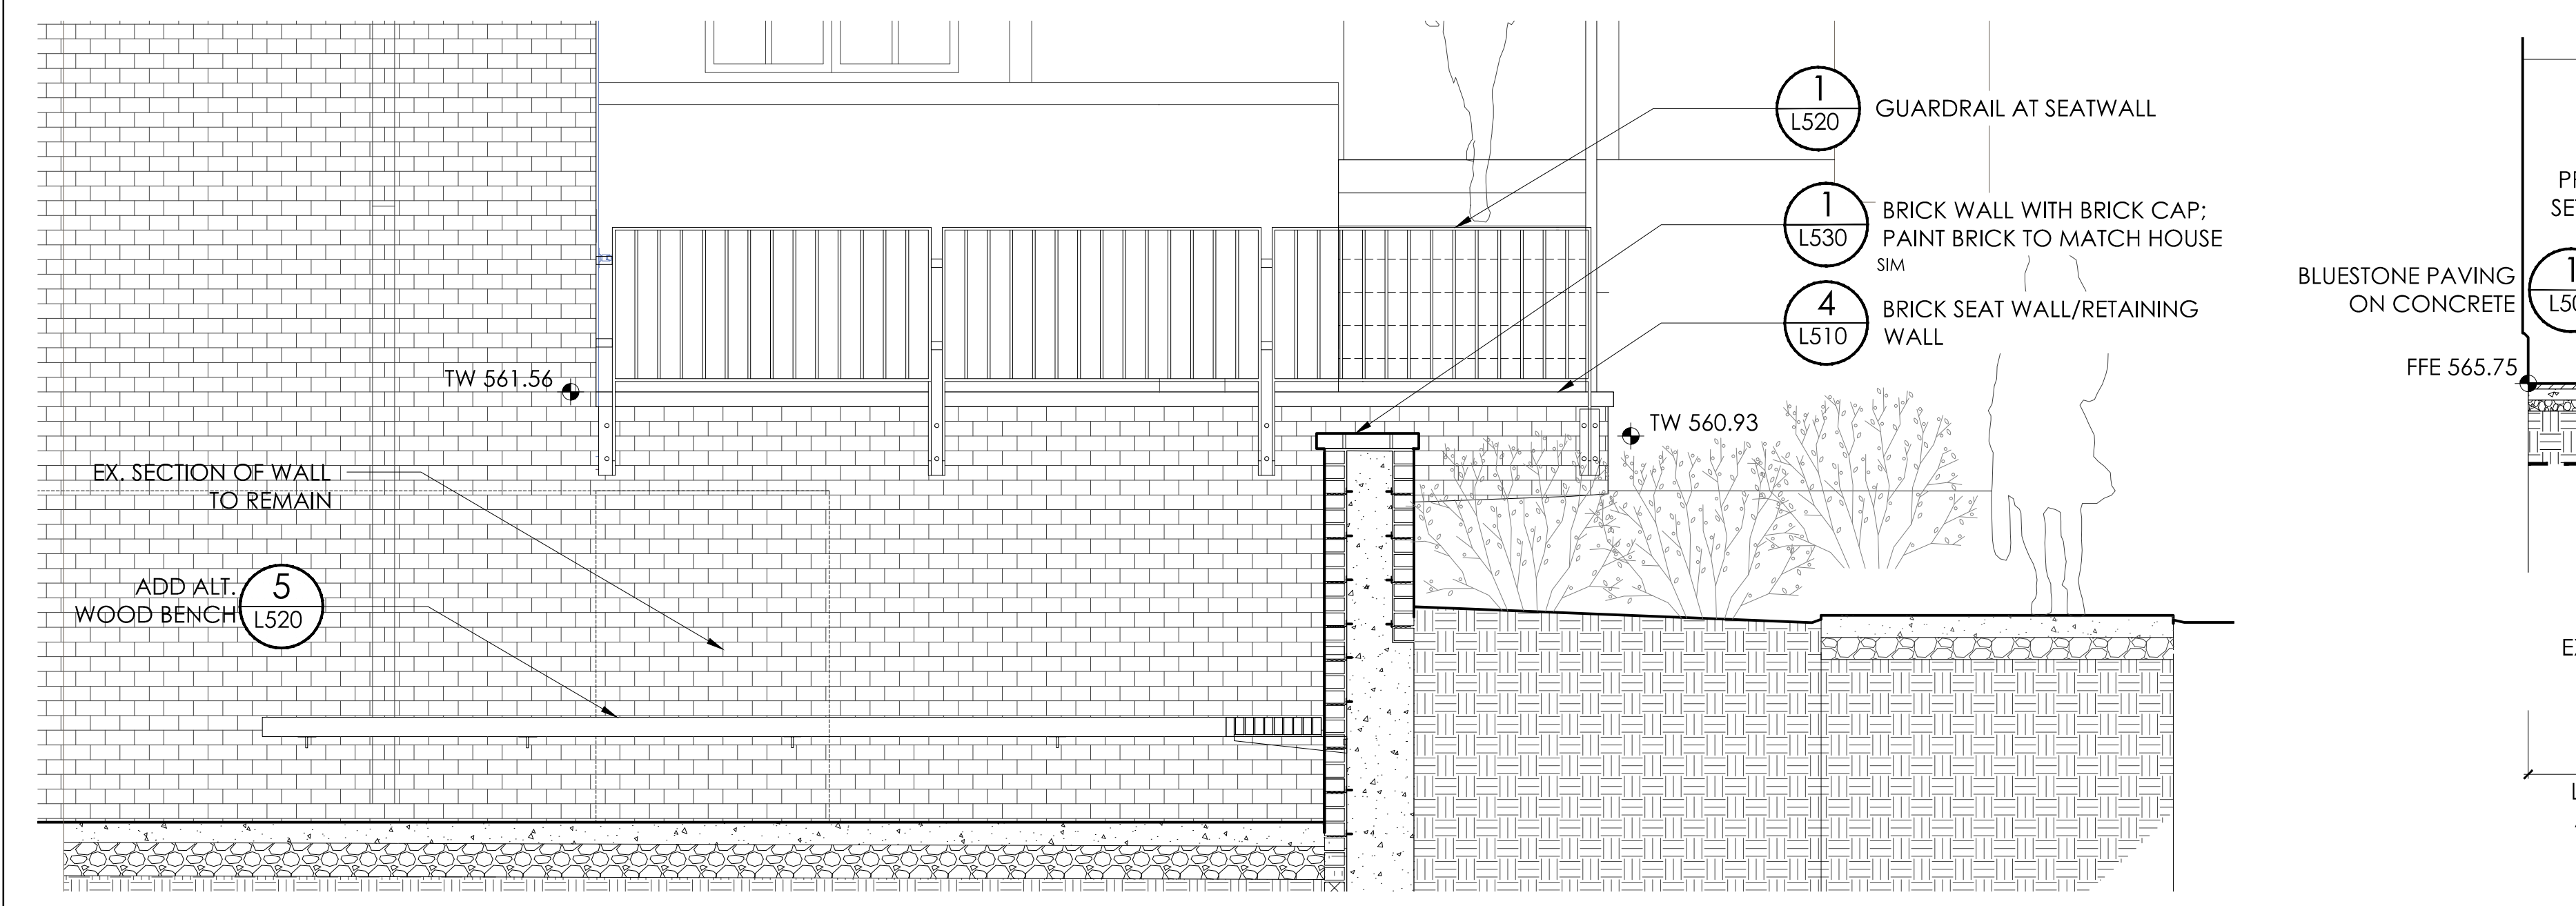 1
L520
GUARDRAIL AT SEATWALL
1
L530
BRICK WALL WITH BRICK CAP;
PAINT BRICK TO MATCH HOUSE
SIM
4
L510
BRICK SEAT WALL/RETAINING
WALL
TW 561.56
TW 560.93
EX. SECTION OF WALL
TO REMAIN
ADD ALT.
WOOD BENCH
5
L520
BLUESTONE PAVING
ON CONCRETE
1
FFE 565.75